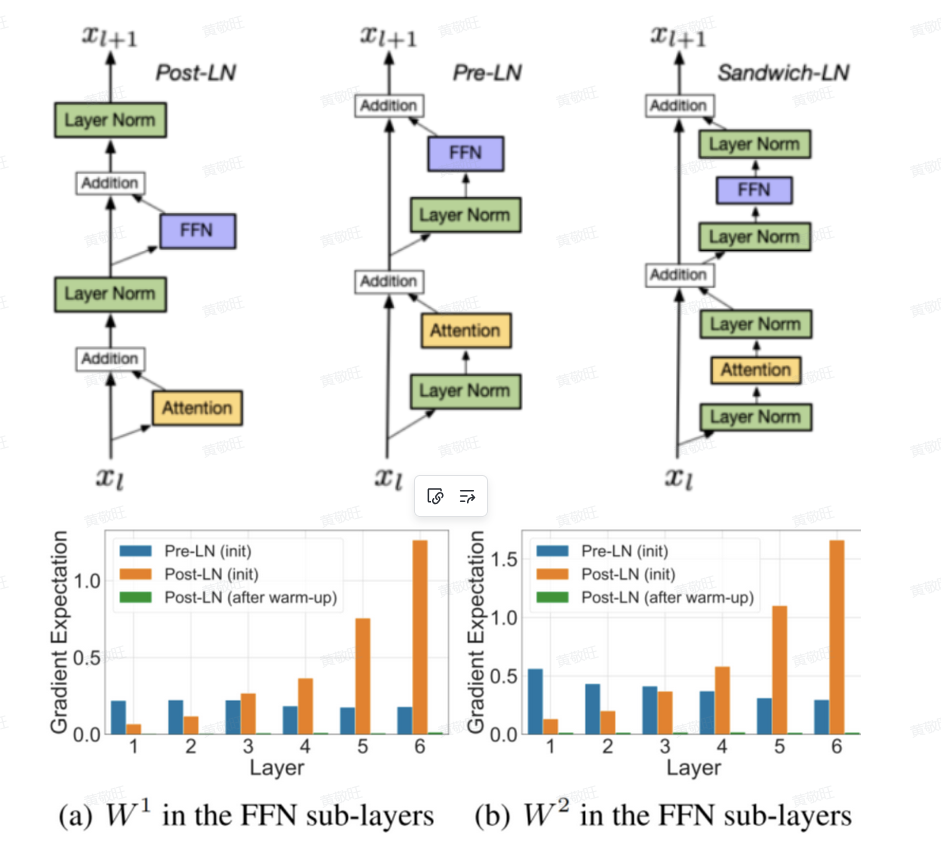 x_{l+1}
Post-LN
Layer Norm
Addition
FFN
Layer Norm
Addition
Attention
x_l
x_{l+1}
Pre-LN
Addition
FFN
Layer Norm
Addition
Attention
Layer Norm
x_l
x_{l+1}
Sandwich-LN
Addition
Layer Norm
FFN
Layer Norm
Addition
Layer Norm
Attention
Layer Norm
x_l
Gradient Expectation
1.0
0.5
0.0
Pre-LN (init)
Post-LN (init)
Post-LN (after warm-up)
1 2 3 4 5 6
Layer
(a) W^1 in the FFN sub-layers
Gradient Expectation
1.5
1.0
0.5
0.0
Pre-LN (init)
Post-LN (init)
Post-LN (after warm-up)
1 2 3 4 5 6
Layer
(b) W^2 in the FFN sub-layers
黄敬旺